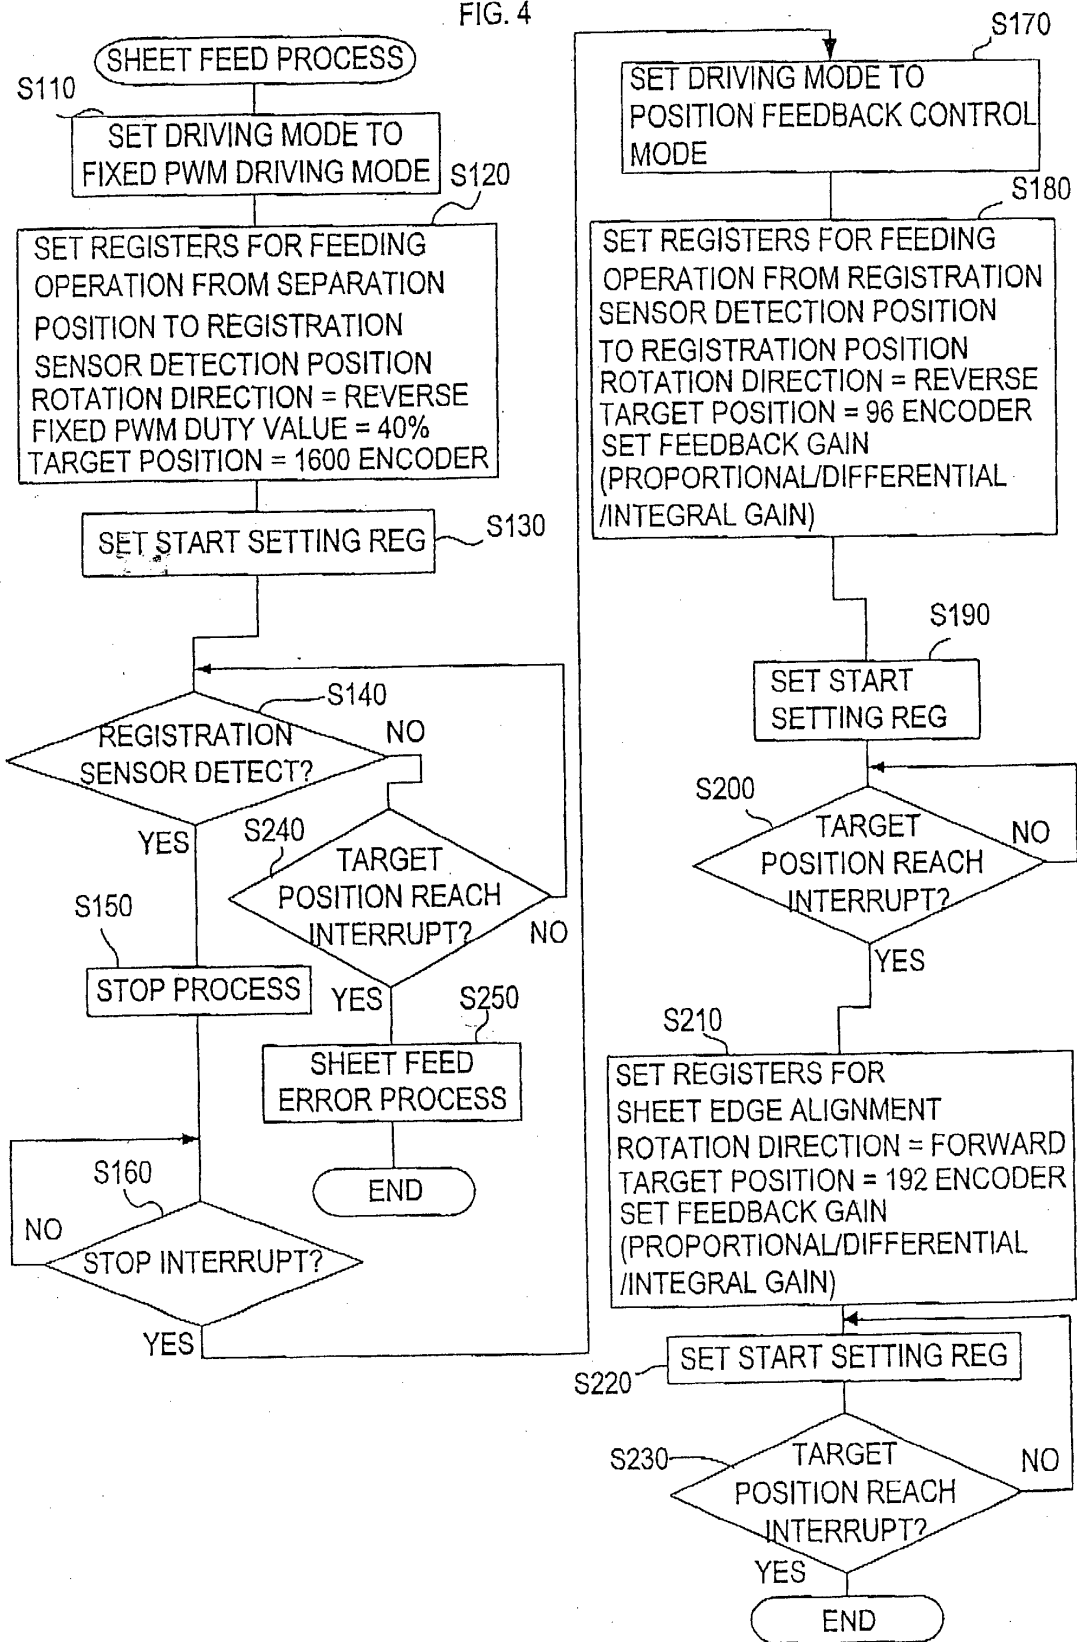 FIG. 4
SHEET FEED PROCESS
S110
SET DRIVING MODE TO
FIXED PWM DRIVING MODE
S120
SET REGISTERS FOR FEEDING
OPERATION FROM SEPARATION
POSITION TO REGISTRATION
SENSOR DETECTION POSITION
ROTATION DIRECTION = REVERSE
FIXED PWM DUTY VALUE = 40%
TARGET POSITION = 1600 ENCODER
SET START SETTING REG
S130
S140
REGISTRATION
SENSOR DETECT?
NO
YES
S240
TARGET
POSITION REACH
INTERRUPT?
NO
YES
S150
STOP PROCESS
S250
SHEET FEED
ERROR PROCESS
END
S160
NO
STOP INTERRUPT?
YES
S170
SET DRIVING MODE TO
POSITION FEEDBACK CONTROL
MODE
S180
SET REGISTERS FOR FEEDING
OPERATION FROM REGISTRATION
SENSOR DETECTION POSITION
TO REGISTRATION POSITION
ROTATION DIRECTION = REVERSE
TARGET POSITION = 96 ENCODER
SET FEEDBACK GAIN
(PROPORTIONAL/DIFFERENTIAL
/INTEGRAL GAIN)
S190
SET START
SETTING REG
S200
TARGET
POSITION REACH
INTERRUPT?
NO
YES
S210
SET REGISTERS FOR
SHEET EDGE ALIGNMENT
ROTATION DIRECTION = FORWARD
TARGET POSITION = 192 ENCODER
SET FEEDBACK GAIN
(PROPORTIONAL/DIFFERENTIAL
/INTEGRAL GAIN)
SET START SETTING REG
S220
S230
TARGET
POSITION REACH
INTERRUPT?
NO
YES
END